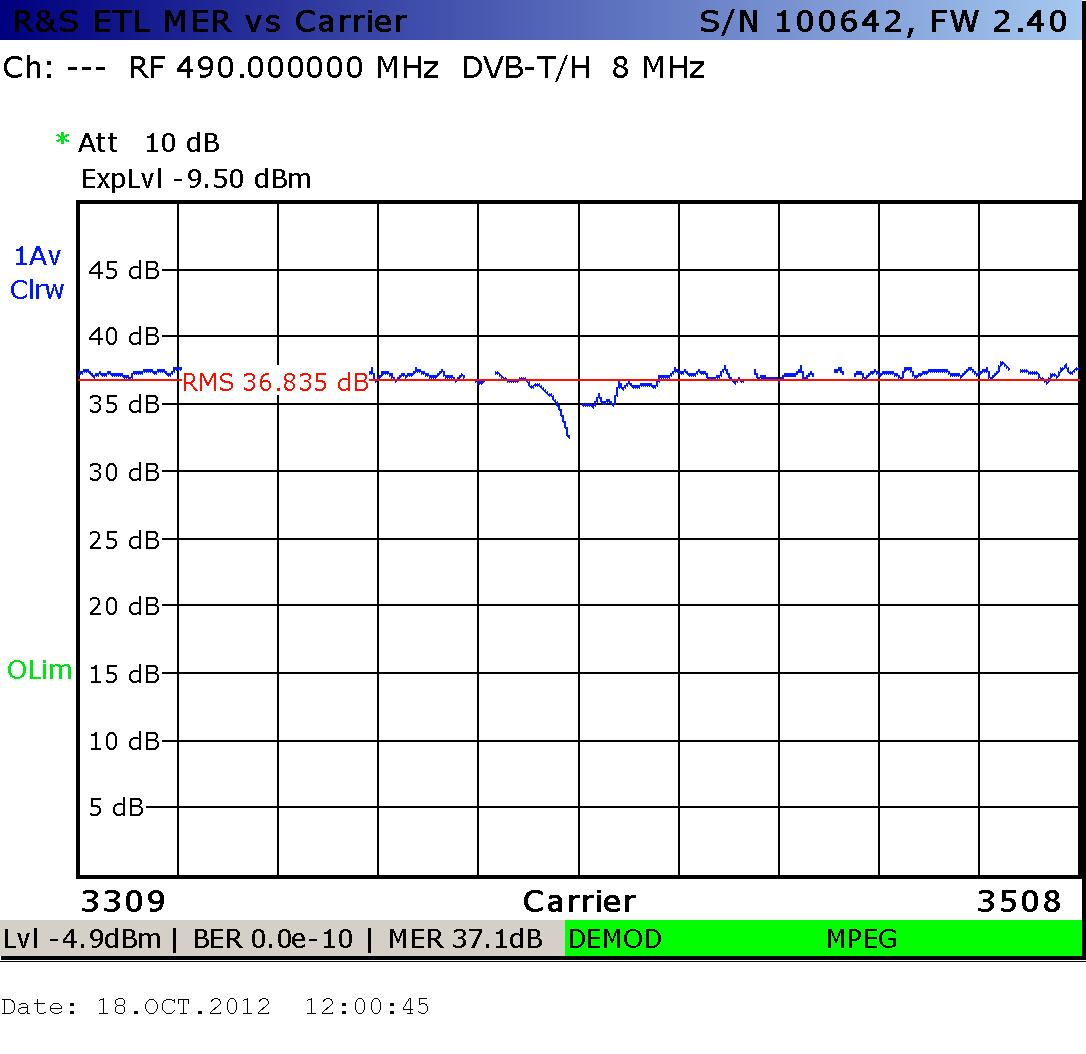 R&S ETL MER vs Carrier S/N 100642, FW 2.40
Ch: --- RF 490.000000 MHz DVB-T/H 8 MHz
* Att 10 dB
ExpLvl -9.50 dBm
1Av
Clrw
45 dB
40 dB
RMS 36.835 dB
35 dB
30 dB
25 dB
20 dB
OLim
15 dB
10 dB
5 dB
3309 Carrier 3508
Lvl -4.9dBm | BER 0.0e-10 | MER 37.1dB DEMOD MPEG
Date: 18.OCT.2012 12:00:45